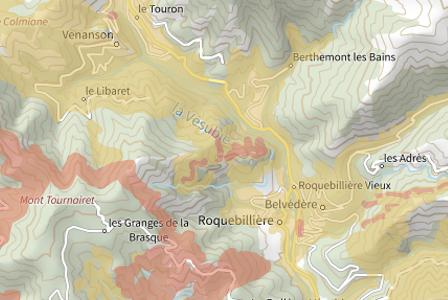 le Touron
Colmiane
Venanson
Berthemont les Bains
le Libaret
la Vésubie
les Adrès
Roquebillière Vieux
Mont Tournairet
Belvédère
Roquebillière
les Granges de la
Brasque